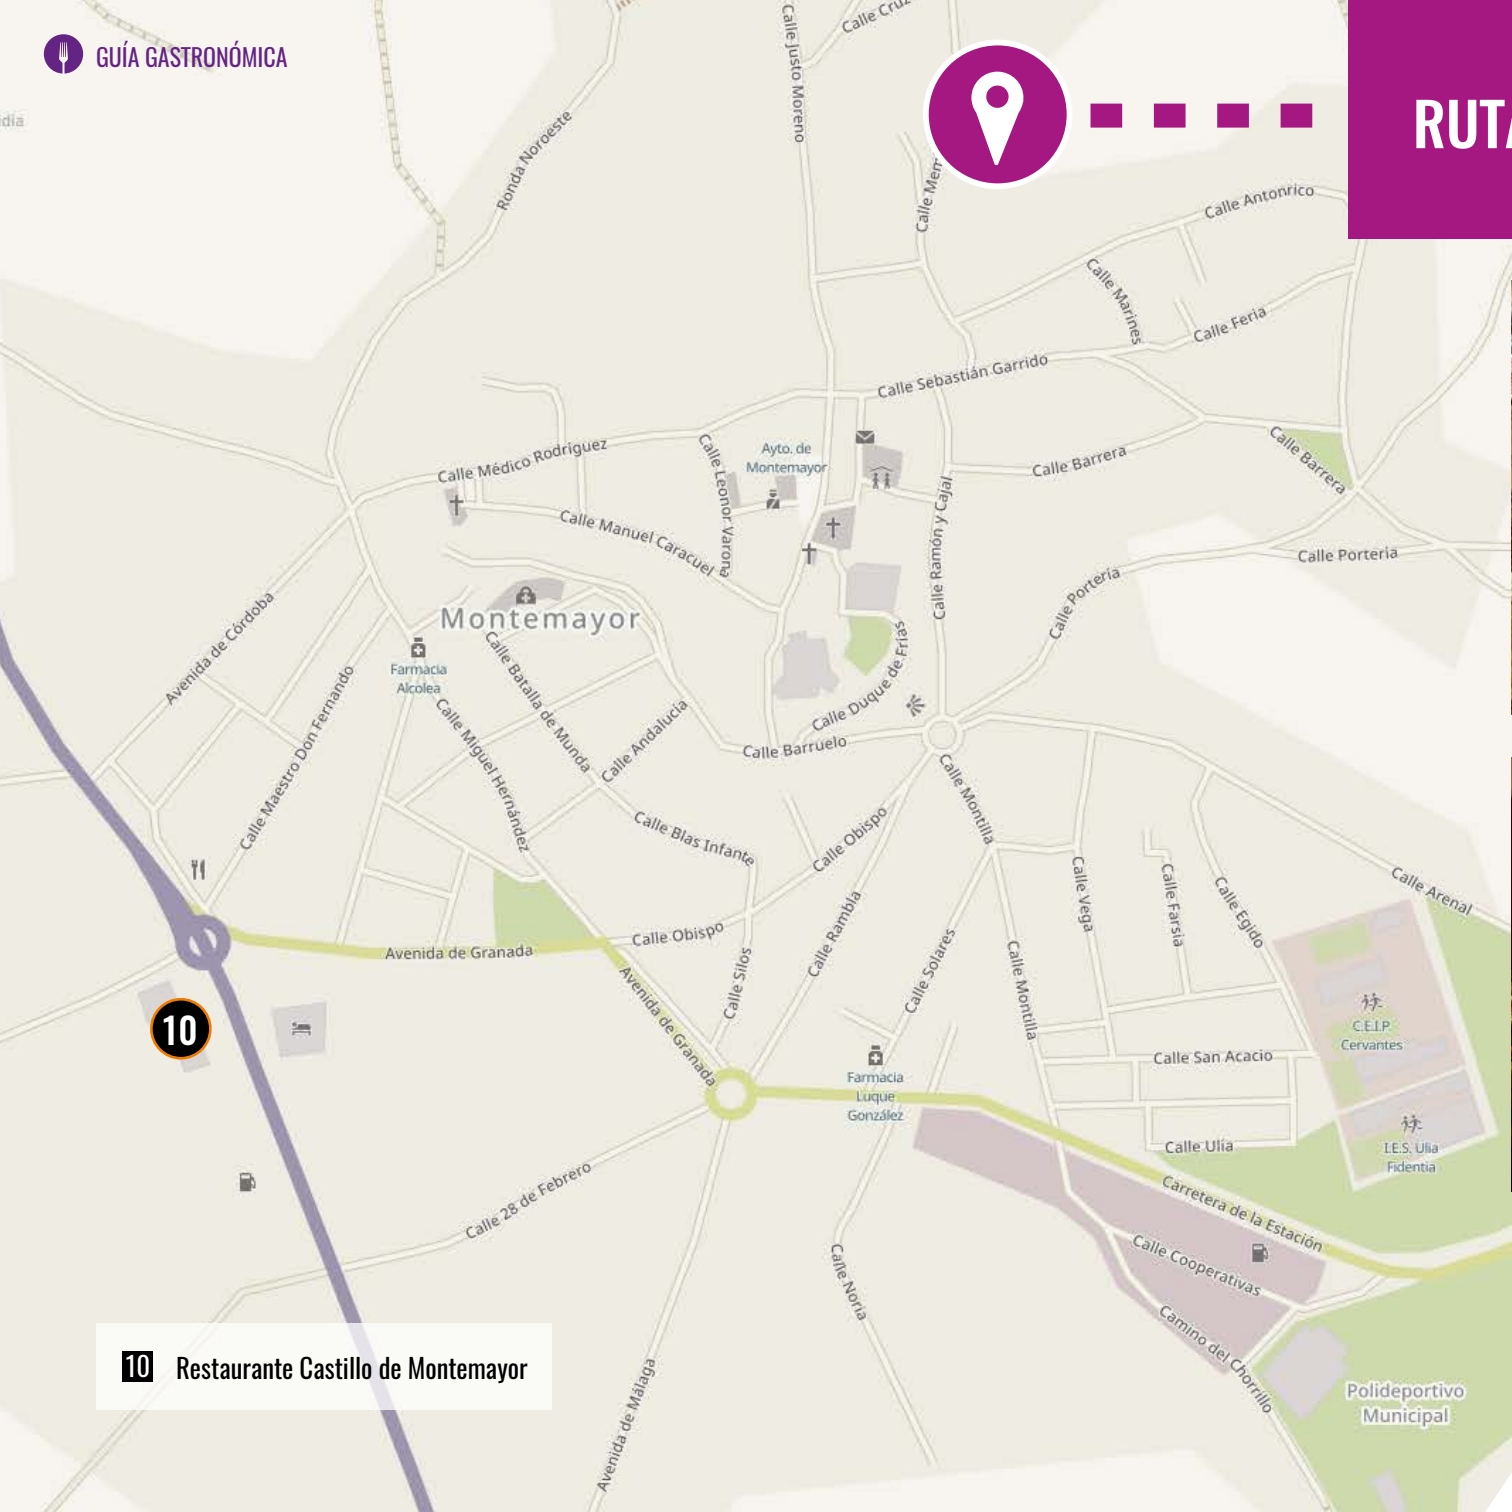 GUÍA GASTRONÓMICA
Calle Cruz
Calle Justo Moreno
Ronda Noroeste
Calle Antonrico
Calle Marines
Calle Feria
Calle Sebastián Garrido
Calle Médico Rodríguez
Calle Leonor Varona
Ayto. de
Montemayor
Calle Barrera
Calle Barrera
Calle Manuel Caracuel
Calle Ramón y Cajal
Calle Portería
Calle Portería
Montemayor
Avenida de Córdoba
Farmacia
Alcolea
Calle Maestro Don Fernando
Calle Batalla de Munda
Calle Miguel Hernández
Calle Andalucía
Calle Duque de Frías
Calle Barruelo
Calle Montilla
Calle Blas Infante
Calle Obispo
Calle Vega
Calle Farsia
Calle Egido
Calle Arenal
Avenida de Granada
Calle Obispo
Calle Rambla
Calle Silos
Calle Solares
Calle Montilla
Avenida de Granada
10
C.E.I.P.
Cervantes
Calle San Acacio
Farmacia
Luque
González
Calle Ulía
I.E.S. Ulia
Fidentia
Calle 28 de Febrero
Carretera de la Estación
Calle Cooperativas
Calle Noria
Camino del Chorrillo
10 Restaurante Castillo de Montemayor
Avenida de Málaga
Polideportivo
Municipal